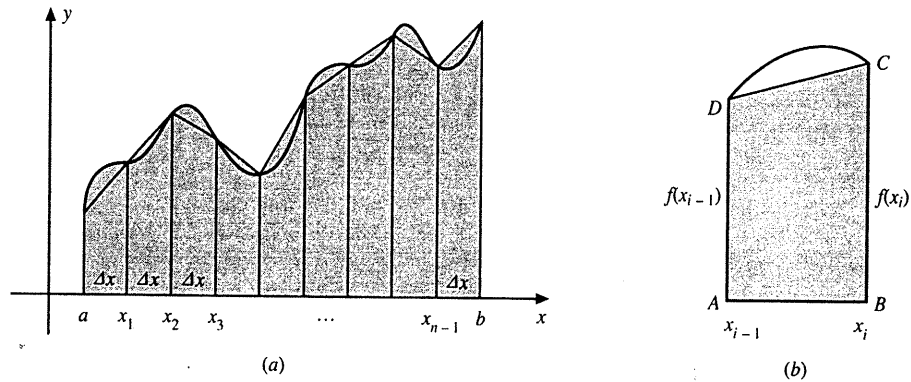 y
Δx Δx Δx Δx
a x₁ x₂ x₃ ... xₙ₋₁ b x
(a)
C
D
f(xᵢ₋₁) f(xᵢ)
A B
xᵢ₋₁ xᵢ
(b)